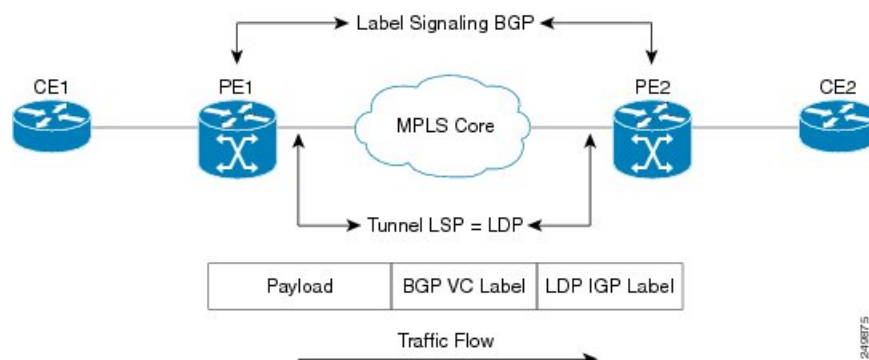 Label Signaling BGP
CE1
PE1
PE2
CE2
MPLS Core
Tunnel LSP = LDP
Payload
BGP VC Label
LDP IGP Label
Traffic Flow
249875